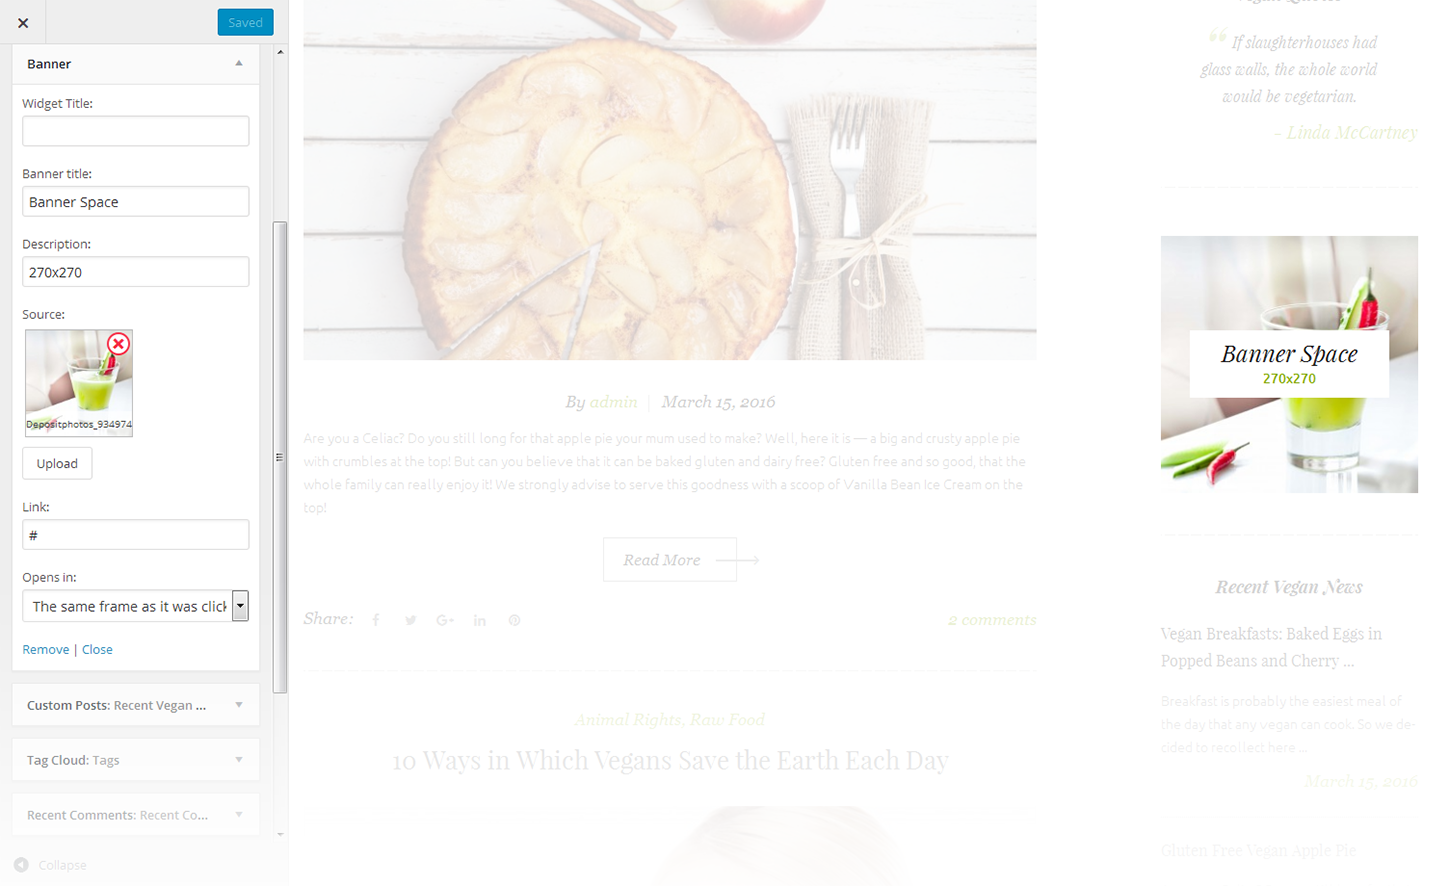 Saved
Banner
Widget Title:
Banner title:
Banner Space
Description:
270x270
Source:
Depositphotos_934974
Upload
Link:
#
Opens in:
The same frame as it was click
Remove | Close
Custom Posts: Recent Vegan ...
Tag Cloud: Tags
Recent Comments: Recent Co...
Collapse
By admin | March 15, 2016
Are you a Celiac? Do you still long for that apple pie your mum used to make? Well, here it is — a big and crusty apple pie
with crumbles at the top! But can you believe that it can be baked gluten and dairy free? Gluten free and so good, that the
whole family can really enjoy it! We strongly advise to serve this goodness with a scoop of Vanilla Bean Ice Cream on the
top!
Read More
Share:
2 comments
Animal Rights, Raw Food
10 Ways in Which Vegans Save the Earth Each Day
“ If slaughterhouses had
glass walls, the whole world
would be vegetarian.
- Linda McCartney
Banner Space
270x270
Recent Vegan News
Vegan Breakfasts: Baked Eggs in
Popped Beans and Cherry ...
Breakfast is probably the easiest meal of
the day that any vegan can cook. So we de-
cided to recollect here ...
March 15, 2016
Gluten Free Vegan Apple Pie